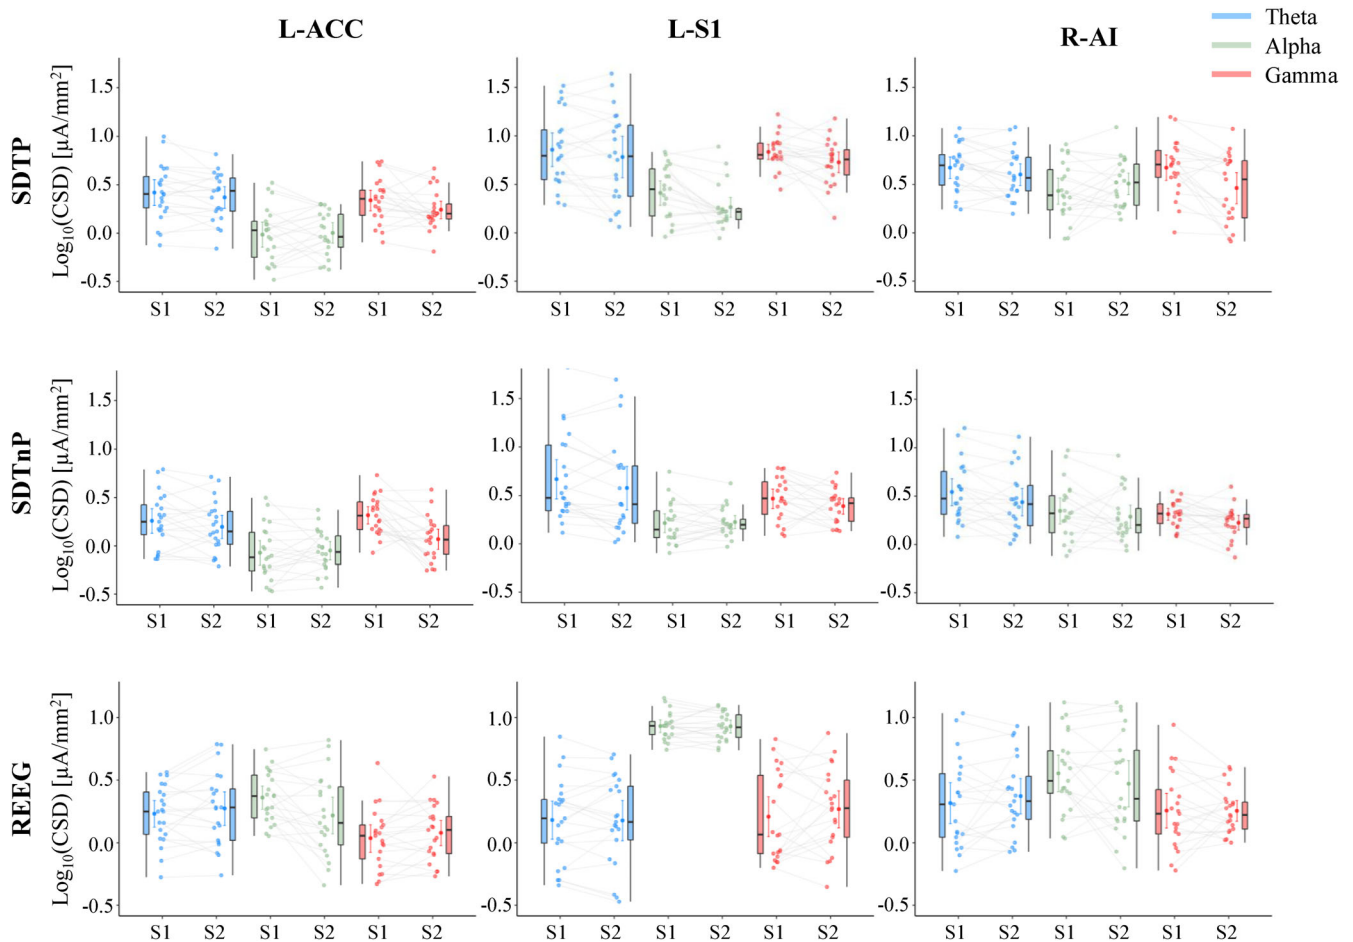 L-ACC L-S1 R-AI
Theta
Alpha
Gamma
SDTP
Log10(CSD) [µA/mm²]
1.5 1.5 1.5
1.0 1.0 1.0
0.5 0.5 0.5
0.0 0.0 0.0
-0.5 -0.5 -0.5
S1 S2 S1 S2 S1 S2 S1 S2 S1 S2 S1 S2 S1 S2 S1 S2 S1 S2
SDTnP
Log10(CSD) [µA/mm²]
1.5 1.5 1.5
1.0 1.0 1.0
0.5 0.5 0.5
0.0 0.0 0.0
-0.5 -0.5 -0.5
S1 S2 S1 S2 S1 S2 S1 S2 S1 S2 S1 S2 S1 S2 S1 S2 S1 S2
REEG
Log10(CSD) [µA/mm²]
1.0 1.0 1.0
0.5 0.5 0.5
0.0 0.0 0.0
-0.5 -0.5 -0.5
S1 S2 S1 S2 S1 S2 S1 S2 S1 S2 S1 S2 S1 S2 S1 S2 S1 S2